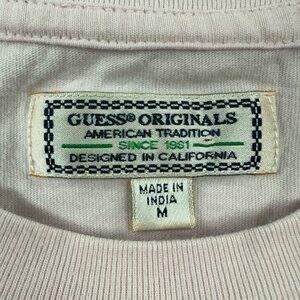 GUESS® ORIGINALS
AMERICAN TRADITION
SINCE 1981
DESIGNED IN CALIFORNIA
MADE IN
INDIA
M